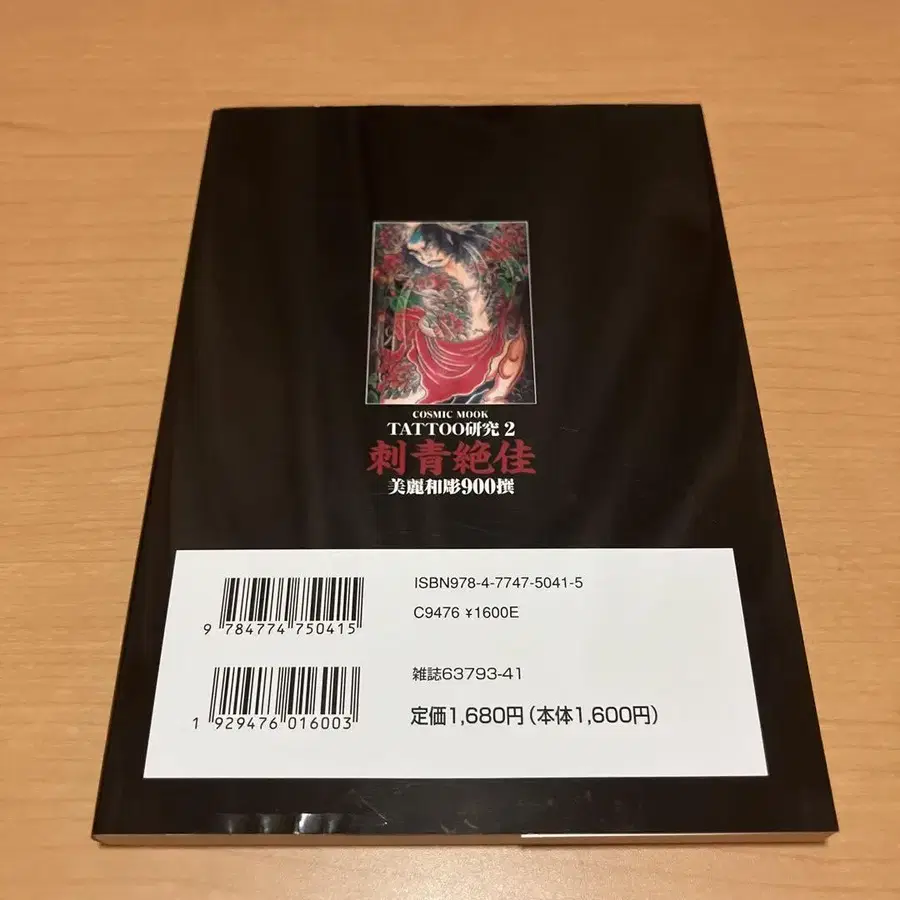 COSMIC MOOK
TATTOO研究 2
刺青絶佳
美麗和彫900撰
ISBN978-4-7747-5041-5
C9476 ¥1600E
9 784774 750415
雑誌63793-41
1 929476 016003
定価1,680円(本体1,600円)